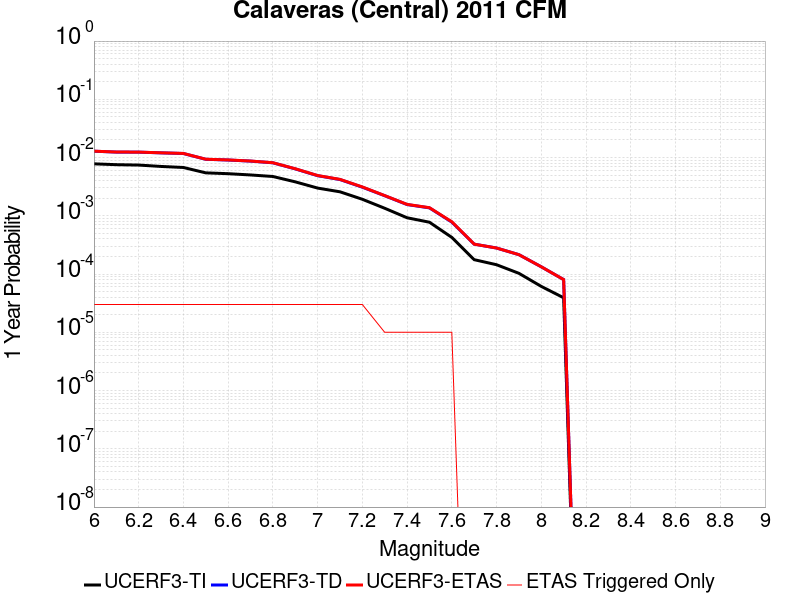 Calaveras (Central) 2011 CFM
10^0
10^-1
10^-2
10^-3
10^-4
10^-5
10^-6
10^-7
10^-8
1 Year Probability
6 6.2 6.4 6.6 6.8 7 7.2 7.4 7.6 7.8 8 8.2 8.4 8.6 8.8 9
Magnitude
UCERF3-TI UCERF3-TD UCERF3-ETAS ETAS Triggered Only